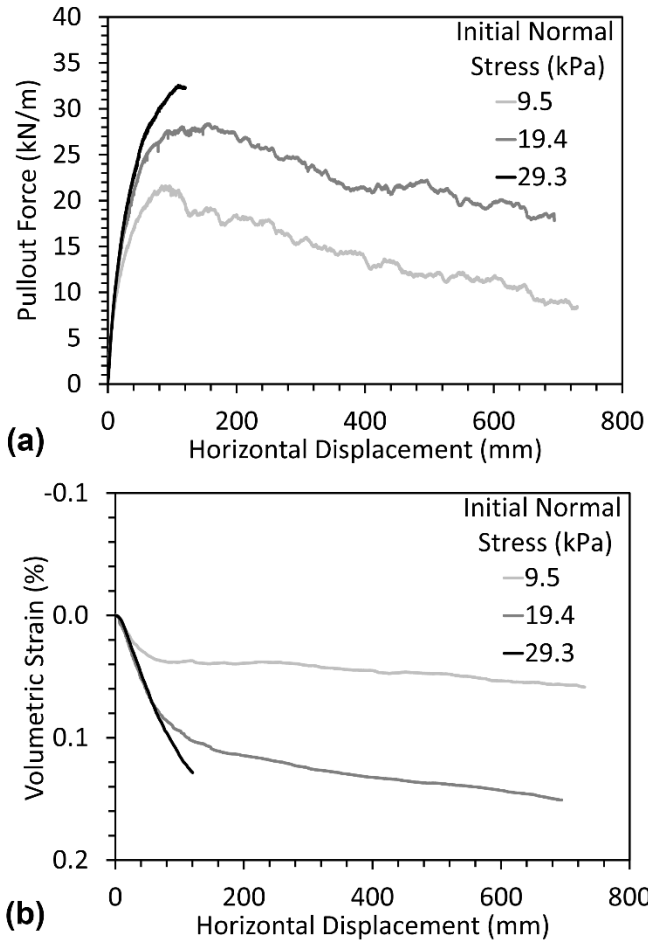 40
35
30
25
20
15
10
5
0
Pullout Force (kN/m)
Initial Normal
Stress (kPa)
9.5
19.4
29.3
0 200 400 600 800
(a)
Horizontal Displacement (mm)
-0.1
0.0
0.1
0.2
Volumetric Strain (%)
Initial Normal
Stress (kPa)
9.5
19.4
29.3
0 200 400 600 800
(b)
Horizontal Displacement (mm)